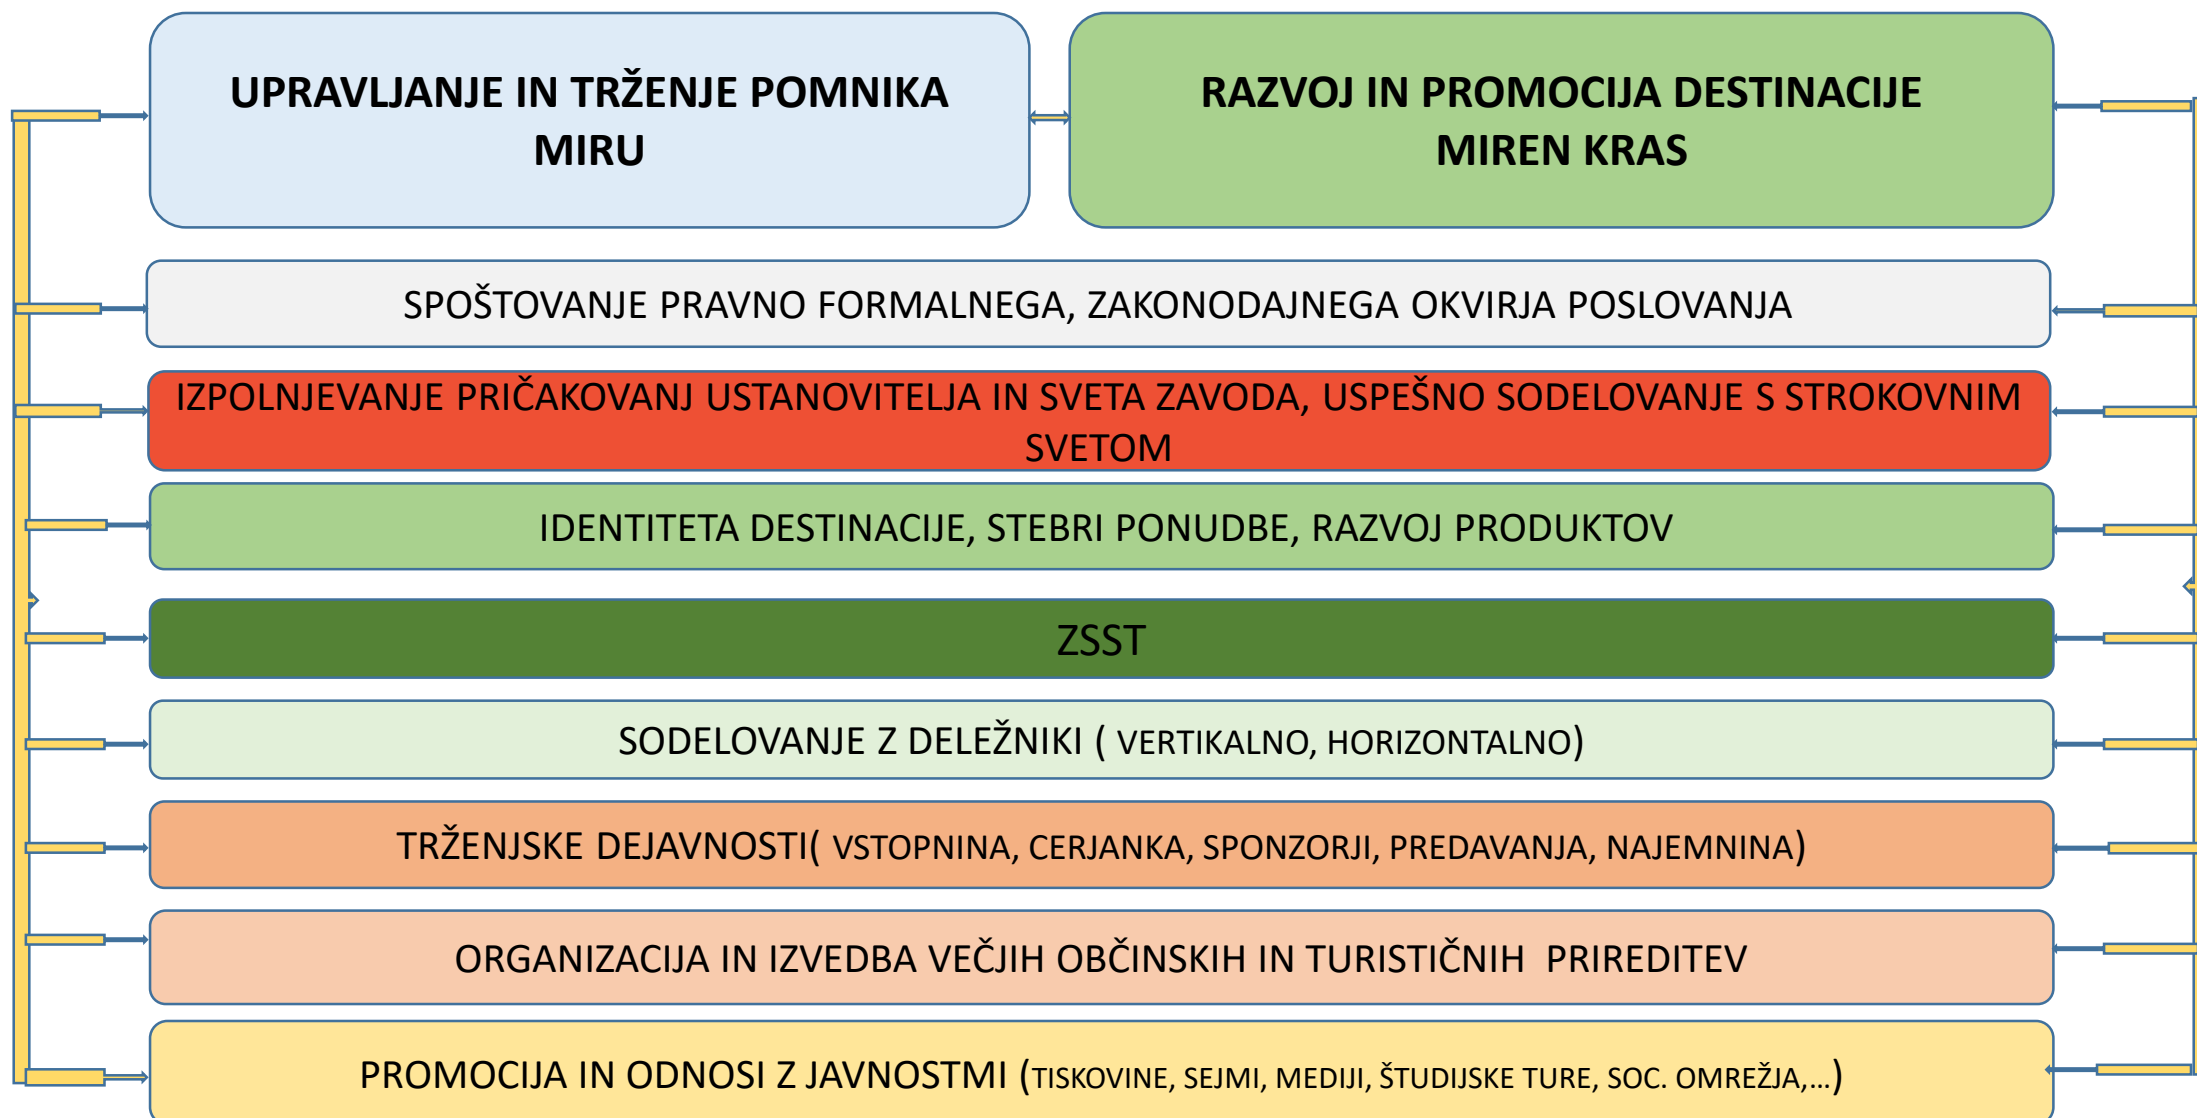 UPRAVLJANJE IN TRŽENJE POMNIKA
MIRU
RAZVOJ IN PROMOCIJA DESTINACIJE
MIREN KRAS
SPOŠTOVANJE PRAVNO FORMALNEGA, ZAKONODAJNEGA OKVIRJA POSLOVANJA
IZPOLNJEVANJE PRIČAKOVANJ USTANOVITELJA IN SVETA ZAVODA, USPEŠNO SODELOVANJE S STROKOVNIM
SVETOM
IDENTITETA DESTINACIJE, STEBRI PONUDBE, RAZVOJ PRODUKTOV
ZSST
SODELOVANJE Z DELEŽNIKI ( VERTIKALNO, HORIZONTALNO)
TRŽENJSKE DEJAVNOSTI( VSTOPNINA, CERJANKA, SPONZORJI, PREDAVANJA, NAJEMNINA)
ORGANIZACIJA IN IZVEDBA VEČJIH OBČINSKIH IN TURISTIČNIH  PRIREDITEV
PROMOCIJA IN ODNOSI Z JAVNOSTMI (TISKOVINE, SEJMI, MEDIJI, ŠTUDIJSKE TURE, SOC. OMREŽJA,...)